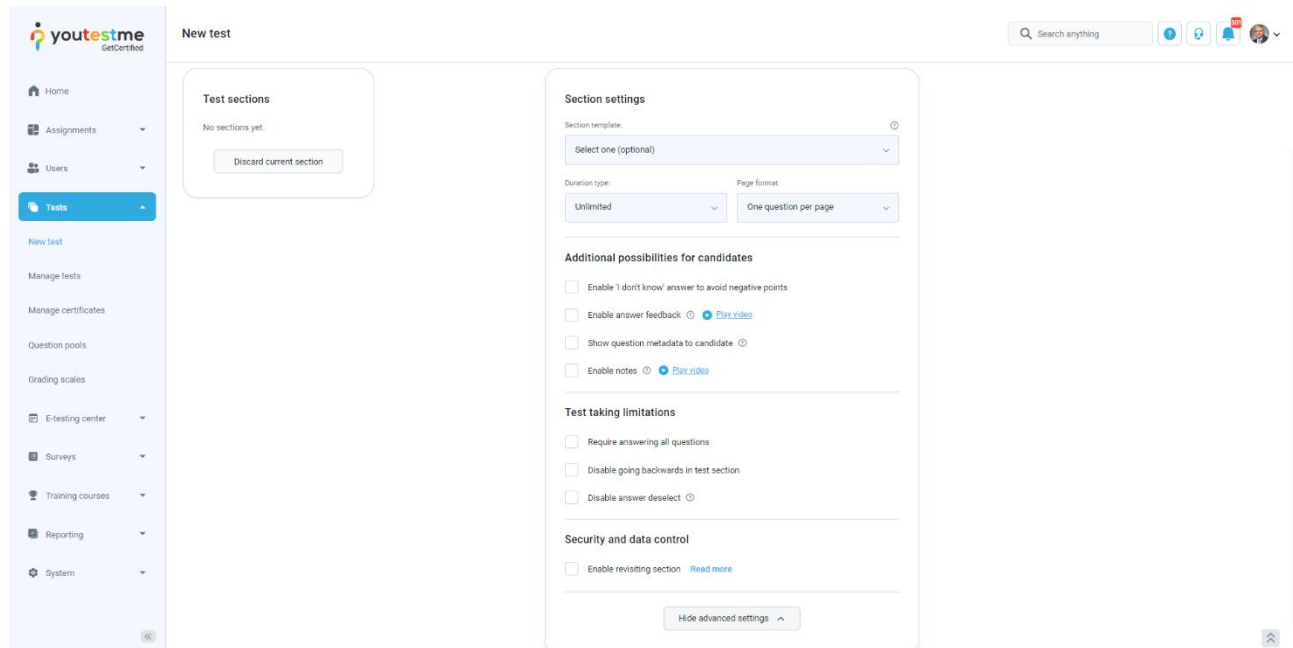 youtestme
GetCertified
New test
Search anything
501
Home
Assignments
Users
Tests
New test
Manage tests
Manage certificates
Question pools
Grading scales
E-testing center
Surveys
Training courses
Reporting
System
Test sections
No sections yet.
Discard current section
Section settings
Section template:
Select one (optional)
Duration type: Page format:
Unlimited One question per page
Additional possibilities for candidates
Enable 'I don't know' answer to avoid negative points
Enable answer feedback Play video
Show question metadata to candidate
Enable notes Play video
Test taking limitations
Require answering all questions
Disable going backwards in test section
Disable answer deselect
Security and data control
Enable revisiting section Read more
Hide advanced settings